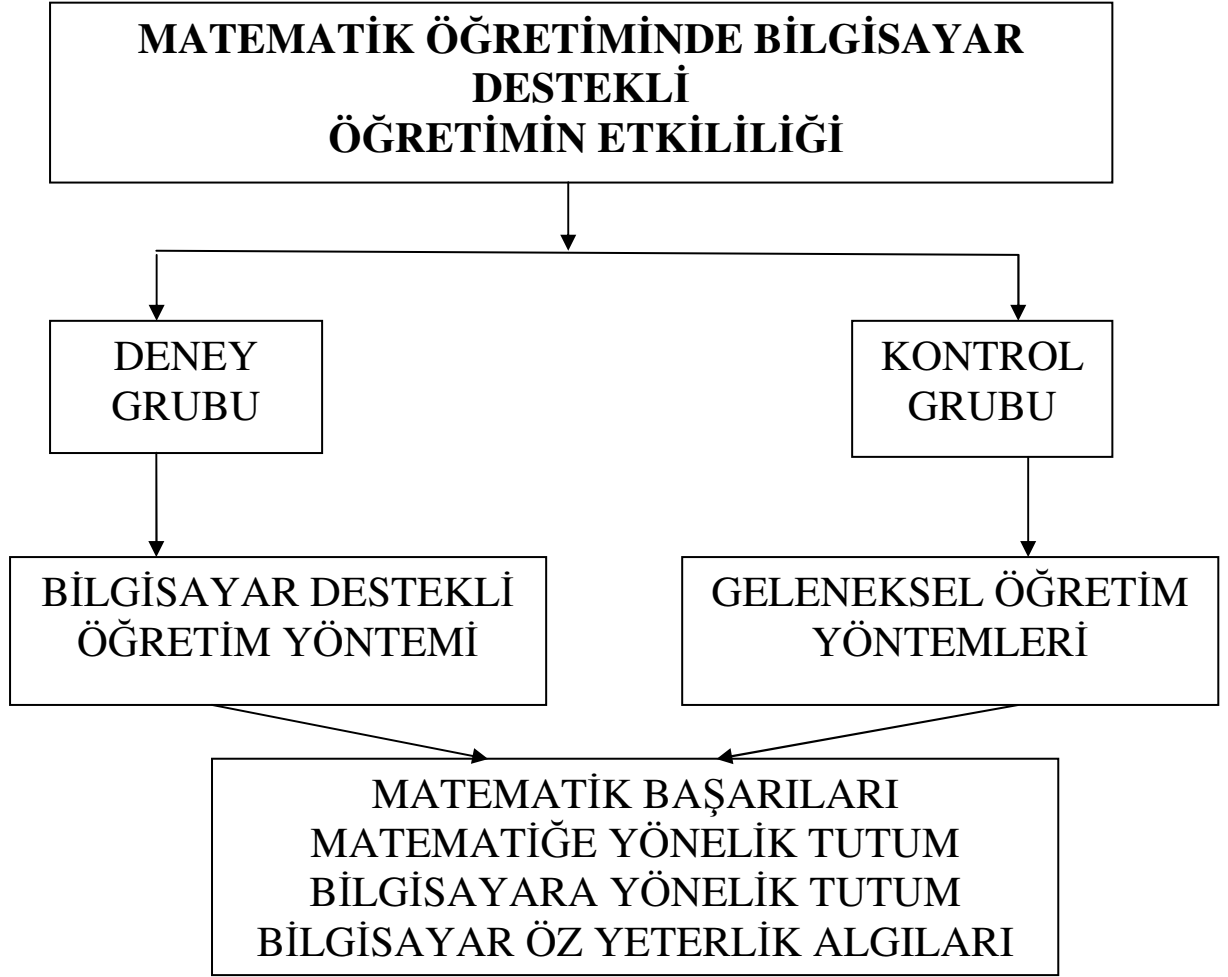 MATEMATİK ÖĞRETİMİNDE BİLGİSAYAR
DESTEKLİ
ÖĞRETİMİN ETKİLİLİĞİ
DENEY
GRUBU
KONTROL
GRUBU
BİLGİSAYAR DESTEKLİ
ÖĞRETİM YÖNTEMİ
GELENEKSEL ÖĞRETİM
YÖNTEMLERİ
MATEMATİK BAŞARILARI
MATEMATİĞE YÖNELİK TUTUM
BİLGİSAYARA YÖNELİK TUTUM
BİLGİSAYAR ÖZ YETERLİK ALGILARI